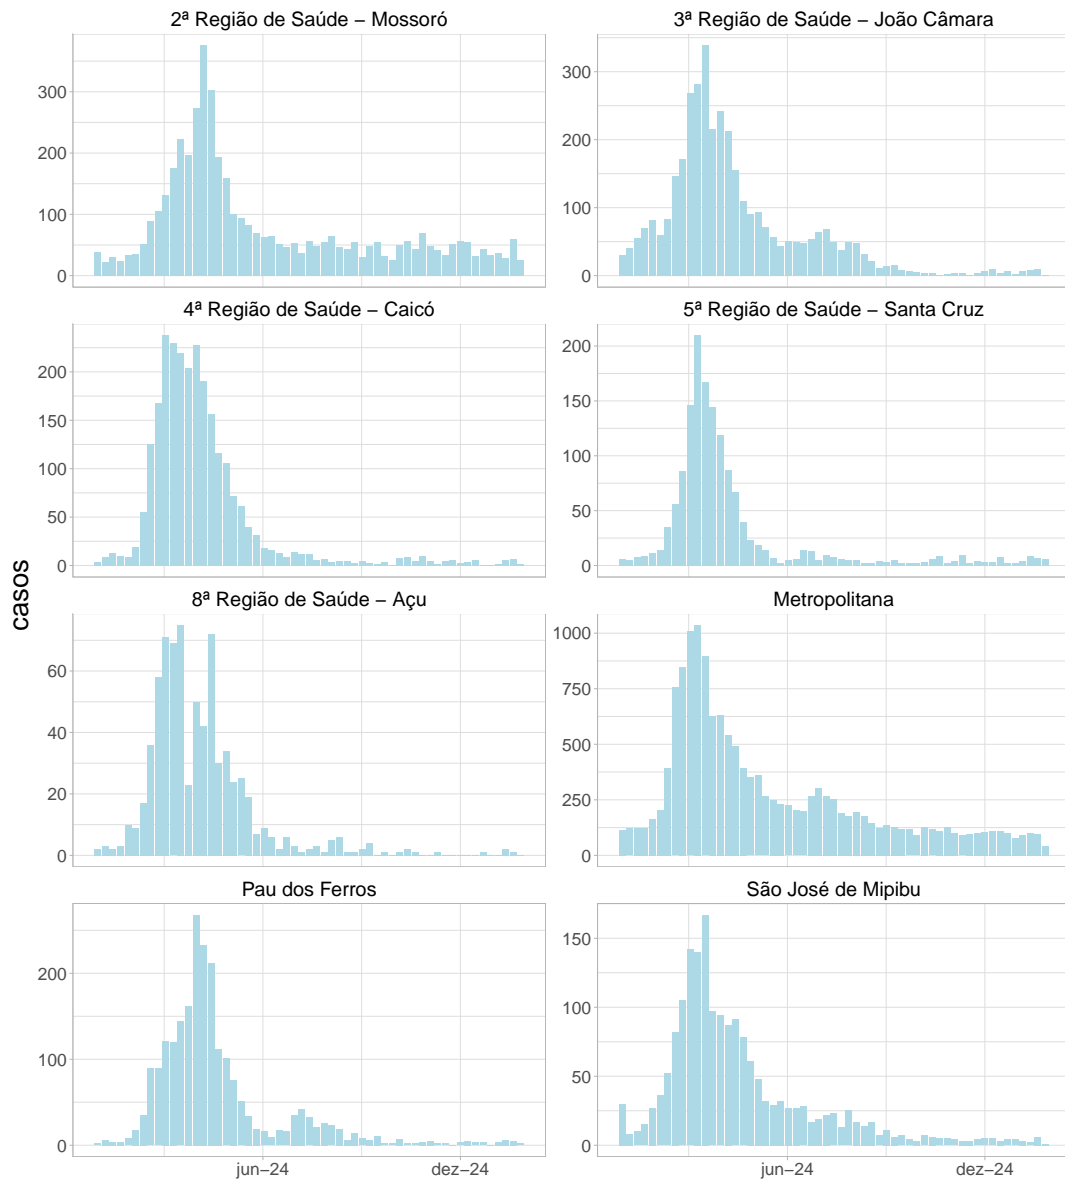 2ª Região de Saúde – Mossoró
3ª Região de Saúde – João Câmara
300
200
100
0
300
200
100
0
4ª Região de Saúde – Caicó
5ª Região de Saúde – Santa Cruz
200
150
100
50
0
200
150
100
50
0
casos
8ª Região de Saúde – Açu
Metropolitana
60
40
20
0
1000
750
500
250
0
Pau dos Ferros
São José de Mipibu
200
100
0
150
100
50
0
jun–24
dez–24
jun–24
dez–24